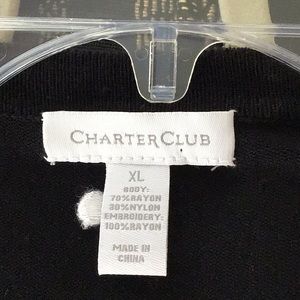 CHARTER CLUB
XL
BODY:
70%RAYON
30%NYLON
EMBROIDERY:
100%RAYON
MADE IN
CHINA